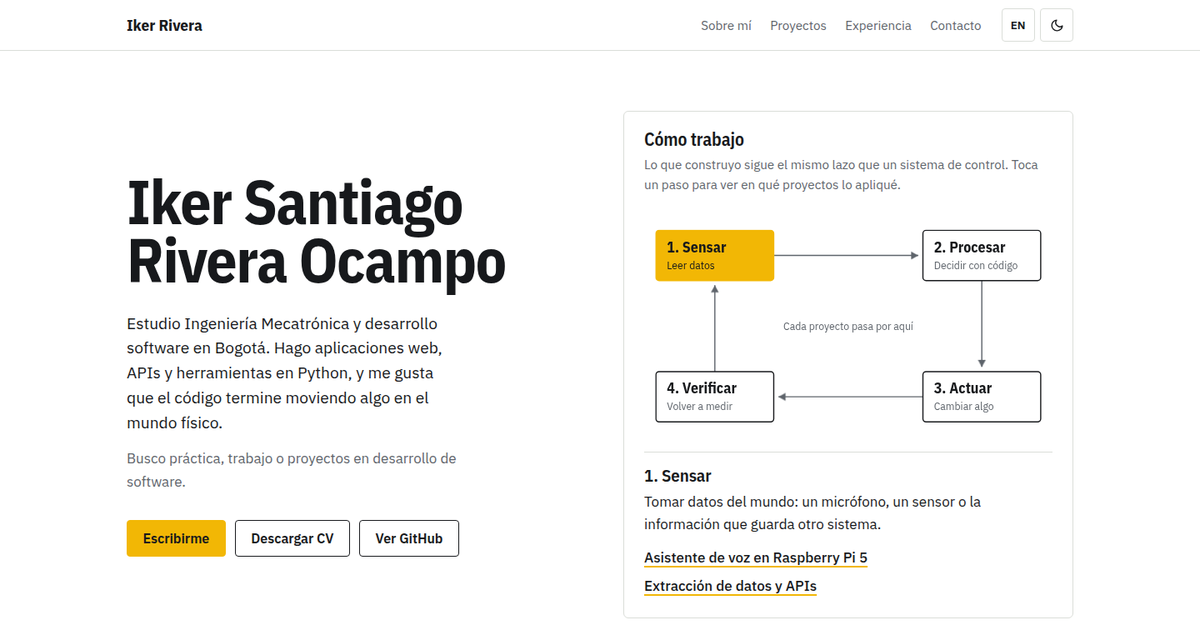 Iker Rivera
Sobre mí
Proyectos
Experiencia
Contacto
EN
Iker Santiago
Rivera Ocampo
Estudio Ingeniería Mecatrónica y desarrollo
software en Bogotá. Hago aplicaciones web,
APIs y herramientas en Python, y me gusta
que el código termine moviendo algo en el
mundo físico.
Busco práctica, trabajo o proyectos en desarrollo de
software.
Escribirme
Descargar CV
Ver GitHub
Cómo trabajo
Lo que construyo sigue el mismo lazo que un sistema de control. Toca
un paso para ver en qué proyectos lo apliqué.
1. Sensar
Leer datos
2. Procesar
Decidir con código
Cada proyecto pasa por aquí
4. Verificar
Volver a medir
3. Actuar
Cambiar algo
1. Sensar
Tomar datos del mundo: un micrófono, un sensor o la
información que guarda otro sistema.
Asistente de voz en Raspberry Pi 5
Extracción de datos y APIs